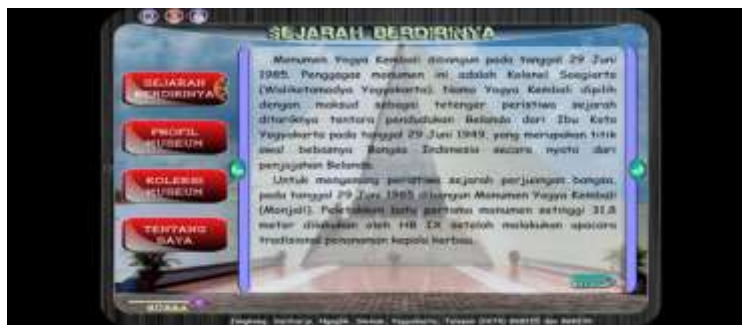 SEJARAH BERDIRINYA
SEJARAH
BERDIRINYA
PROFIL
MUSEUM
KOLEKSI
MUSEUM
TENTANG
SAYA
Monumen Yogya Kembali dibangun pada tanggal 29 Juni
1985. Penggagas monumen ini adalah Kolonel Soegiarto
(Walikotamadya Yogyakarta). Nama Yogya Kembali dipilih
dengan maksud sebagai tetenger peristiwa sejarah
ditariknya tentara pendudukan Belanda dari Ibu Kota
Yogyakarta pada tanggal 29 Juni 1949, yang merupakan titik
awal bebasnya Bangsa Indonesia secara nyata dari
penjajahan Belanda.
Untuk mengenang peristiwa sejarah perjuangan bangsa,
pada tanggal 29 Juni 1985 dibangun Monumen Yogya Kembali
(Monjali). Peletakkan batu pertama monumen setinggi 31,8
meter dilakukan oleh HB IX setelah melakukan upacara
tradisional penanaman kepala kerbau.